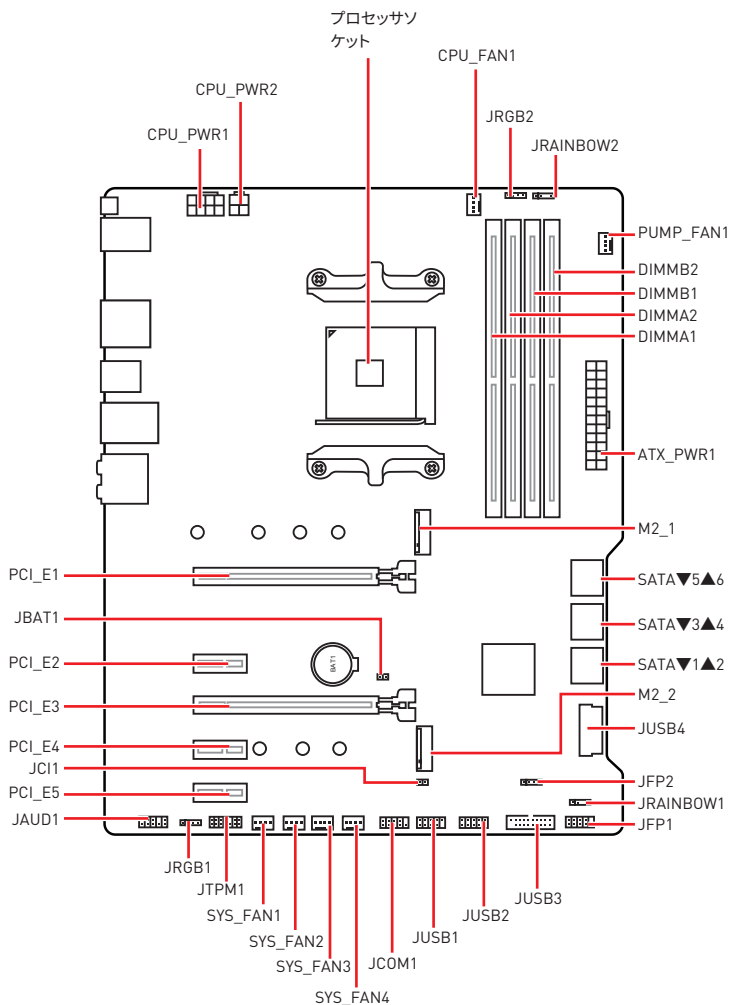 プロセッサソ
ケット
CPU_FAN1
CPU_PWR2
JRGB2
CPU_PWR1
JRAINBOW2
PUMP_FAN1
DIMMB2
DIMMB1
DIMMA2
DIMMA1
ATX_PWR1
M2_1
PCI_E1
SATA▼5▲6
JBAT1
SATA▼3▲4
BAT1
PCI_E2
SATA▼1▲2
M2_2
PCI_E3
JUSB4
PCI_E4
JCI1
JFP2
PCI_E5
JRAINBOW1
JAUD1
JFP1
JRGB1
JTPM1
SYS_FAN1
SYS_FAN2
SYS_FAN3
SYS_FAN4
JCOM1
JUSB1
JUSB2
JUSB3